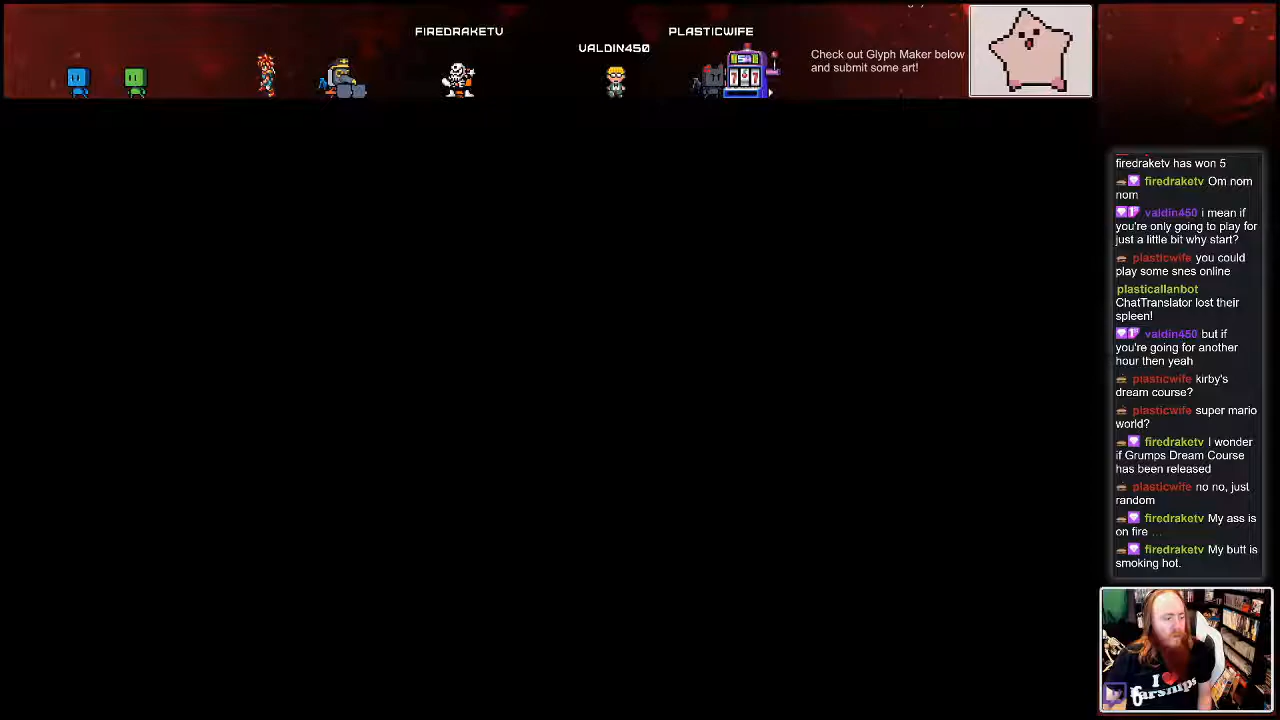 FIREDRAKETV
VALDIN450
PLASTICWIFE
Check out Glyph Maker below
and submit some art!
firedraketv has won 5
firedraketv Om nom
nom
valdin450 i mean if
you're only going to play for
just a little bit why start?
plasticwife you could
play some snes online
plasticallanbot
ChatTranslator lost their
spleen!
valdin450 but if
you're going for another
hour then yeah
plasticwife kirby's
dream course?
plasticwife super mario
world?
firedraketv I wonder
if Grumps Dream Course
has been released
plasticwife no no, just
random
firedraketv My ass is
on fire ...
firedraketv My butt is
smoking hot.
I